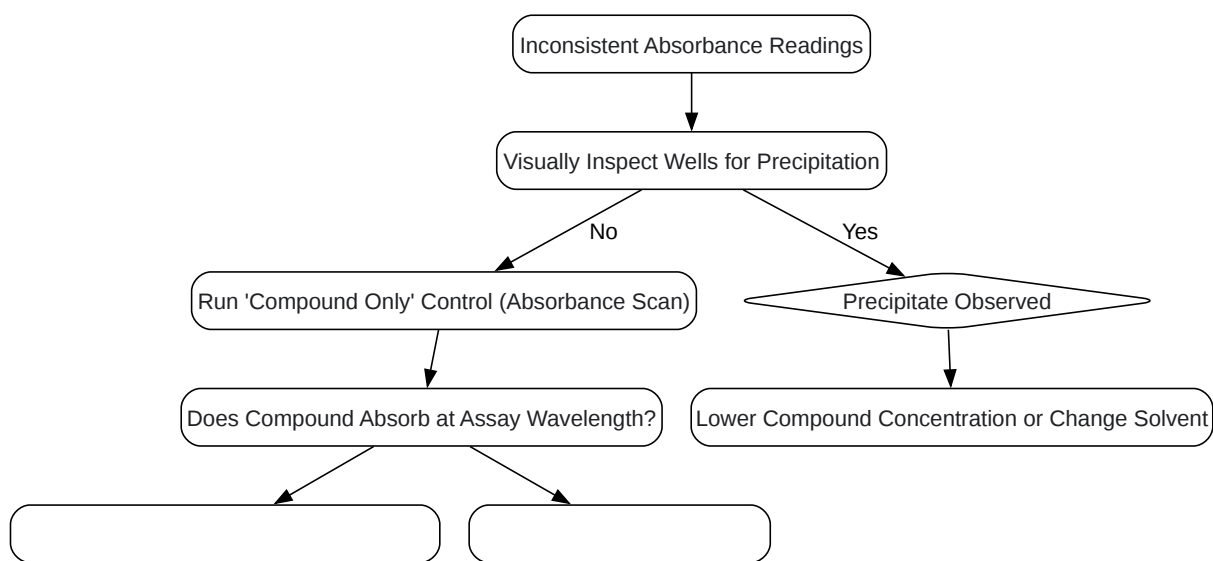 Inconsistent Absorbance Readings
Visually Inspect Wells for Precipitation
No
Yes
Run 'Compound Only' Control (Absorbance Scan)
Precipitate Observed
Does Compound Absorb at Assay Wavelength?
Lower Compound Concentration or Change Solvent